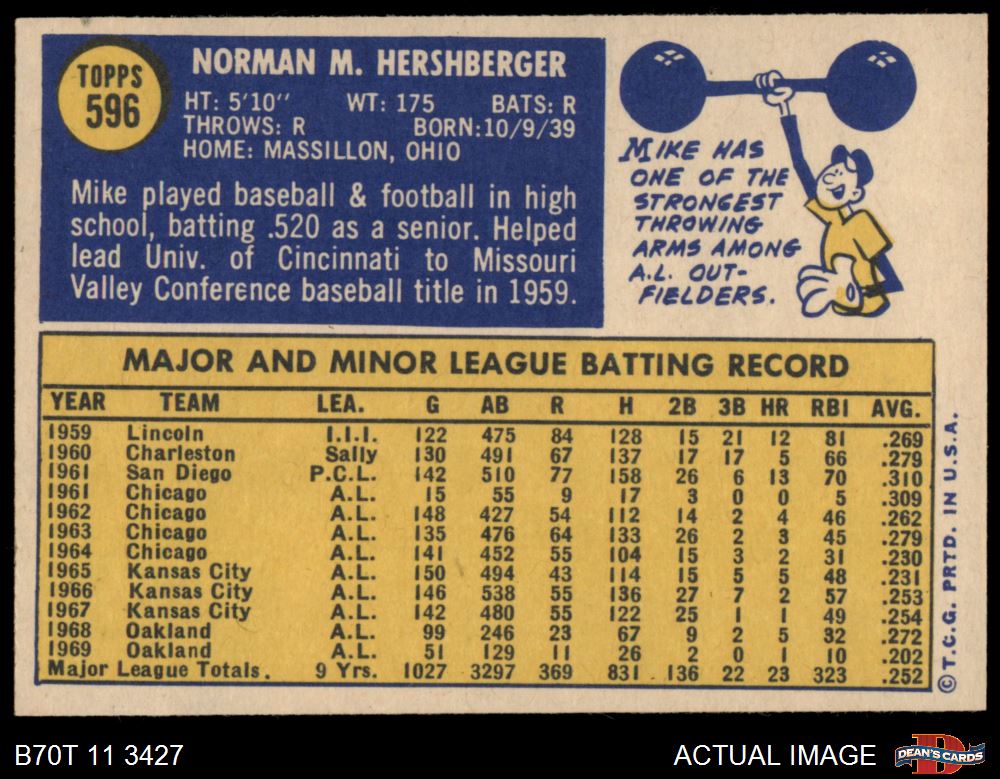 TOPPS
596
NORMAN M. HERSHBERGER
HT: 5'10" WT: 175 BATS: R
THROWS: R BORN:10/9/39
HOME: MASSILLON, OHIO
Mike played baseball & football in high
school, batting .520 as a senior. Helped
lead Univ. of Cincinnati to Missouri
Valley Conference baseball title in 1959.
MIKE HAS
ONE OF THE
STRONGEST
THROWING
ARMS AMONG
A.L. OUT-
FIELDERS.
MAJOR AND MINOR LEAGUE BATTING RECORD
YEAR TEAM LEA. G AB R H 2B 3B HR RBI AVG.
1959 Lincoln I.I.I. 122 475 84 128 15 21 12 81 .269
1960 Charleston Sally 130 491 67 137 17 17 5 66 .279
1961 San Diego P.C.L. 142 510 77 158 26 6 13 70 .310
1961 Chicago A.L. 15 55 9 17 3 0 0 5 .309
1962 Chicago A.L. 148 427 54 112 14 2 4 46 .262
1963 Chicago A.L. 135 476 64 133 26 2 3 45 .279
1964 Chicago A.L. 141 452 55 104 15 3 2 31 .230
1965 Kansas City A.L. 150 494 43 114 15 5 5 48 .231
1966 Kansas City A.L. 146 538 55 136 27 7 2 57 .253
1967 Kansas City A.L. 142 480 55 122 25 1 1 49 .254
1968 Oakland A.L. 99 246 23 67 9 2 5 32 .272
1969 Oakland A.L. 51 129 11 26 2 0 1 10 .202
Major League Totals. 9 Yrs. 1027 3297 369 831 136 22 23 323 .252
©T.C.G. PRTD. IN U.S.A.
B70T 11 3427
ACTUAL IMAGE
DEAN'S CARDS